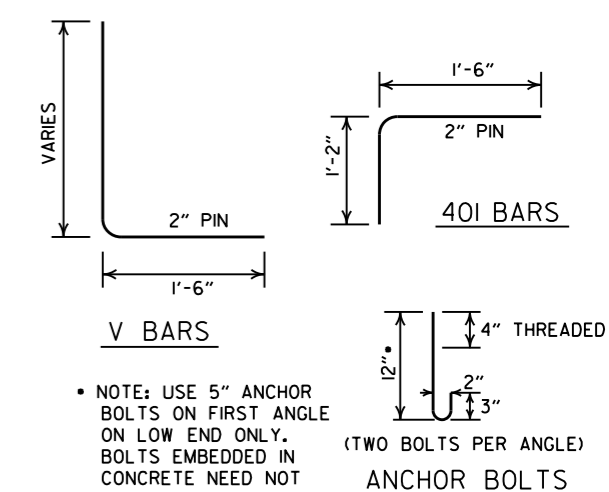 VARIES
2" PIN
1'-6"
V BARS
1'-6"
1'-2"
2" PIN
401 BARS
12"•
4" THREADED
2"
3"
(TWO BOLTS PER ANGLE)
ANCHOR BOLTS
• NOTE: USE 5" ANCHOR
BOLTS ON FIRST ANGLE
ON LOW END ONLY.
BOLTS EMBEDDED IN
CONCRETE NEED NOT